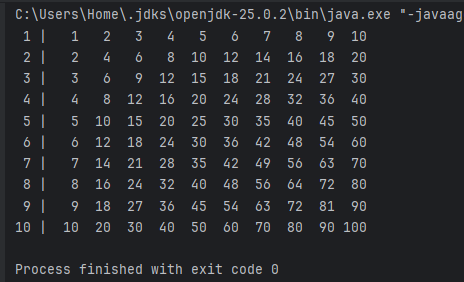 C:\Users\Home\.jdks\openjdk-25.0.2\bin\java.exe "-javaag
 1 |   1   2   3   4   5   6   7   8   9  10
 2 |   2   4   6   8  10  12  14  16  18  20
 3 |   3   6   9  12  15  18  21  24  27  30
 4 |   4   8  12  16  20  24  28  32  36  40
 5 |   5  10  15  20  25  30  35  40  45  50
 6 |   6  12  18  24  30  36  42  48  54  60
 7 |   7  14  21  28  35  42  49  56  63  70
 8 |   8  16  24  32  40  48  56  64  72  80
 9 |   9  18  27  36  45  54  63  72  81  90
10 |  10  20  30  40  50  60  70  80  90 100
Process finished with exit code 0